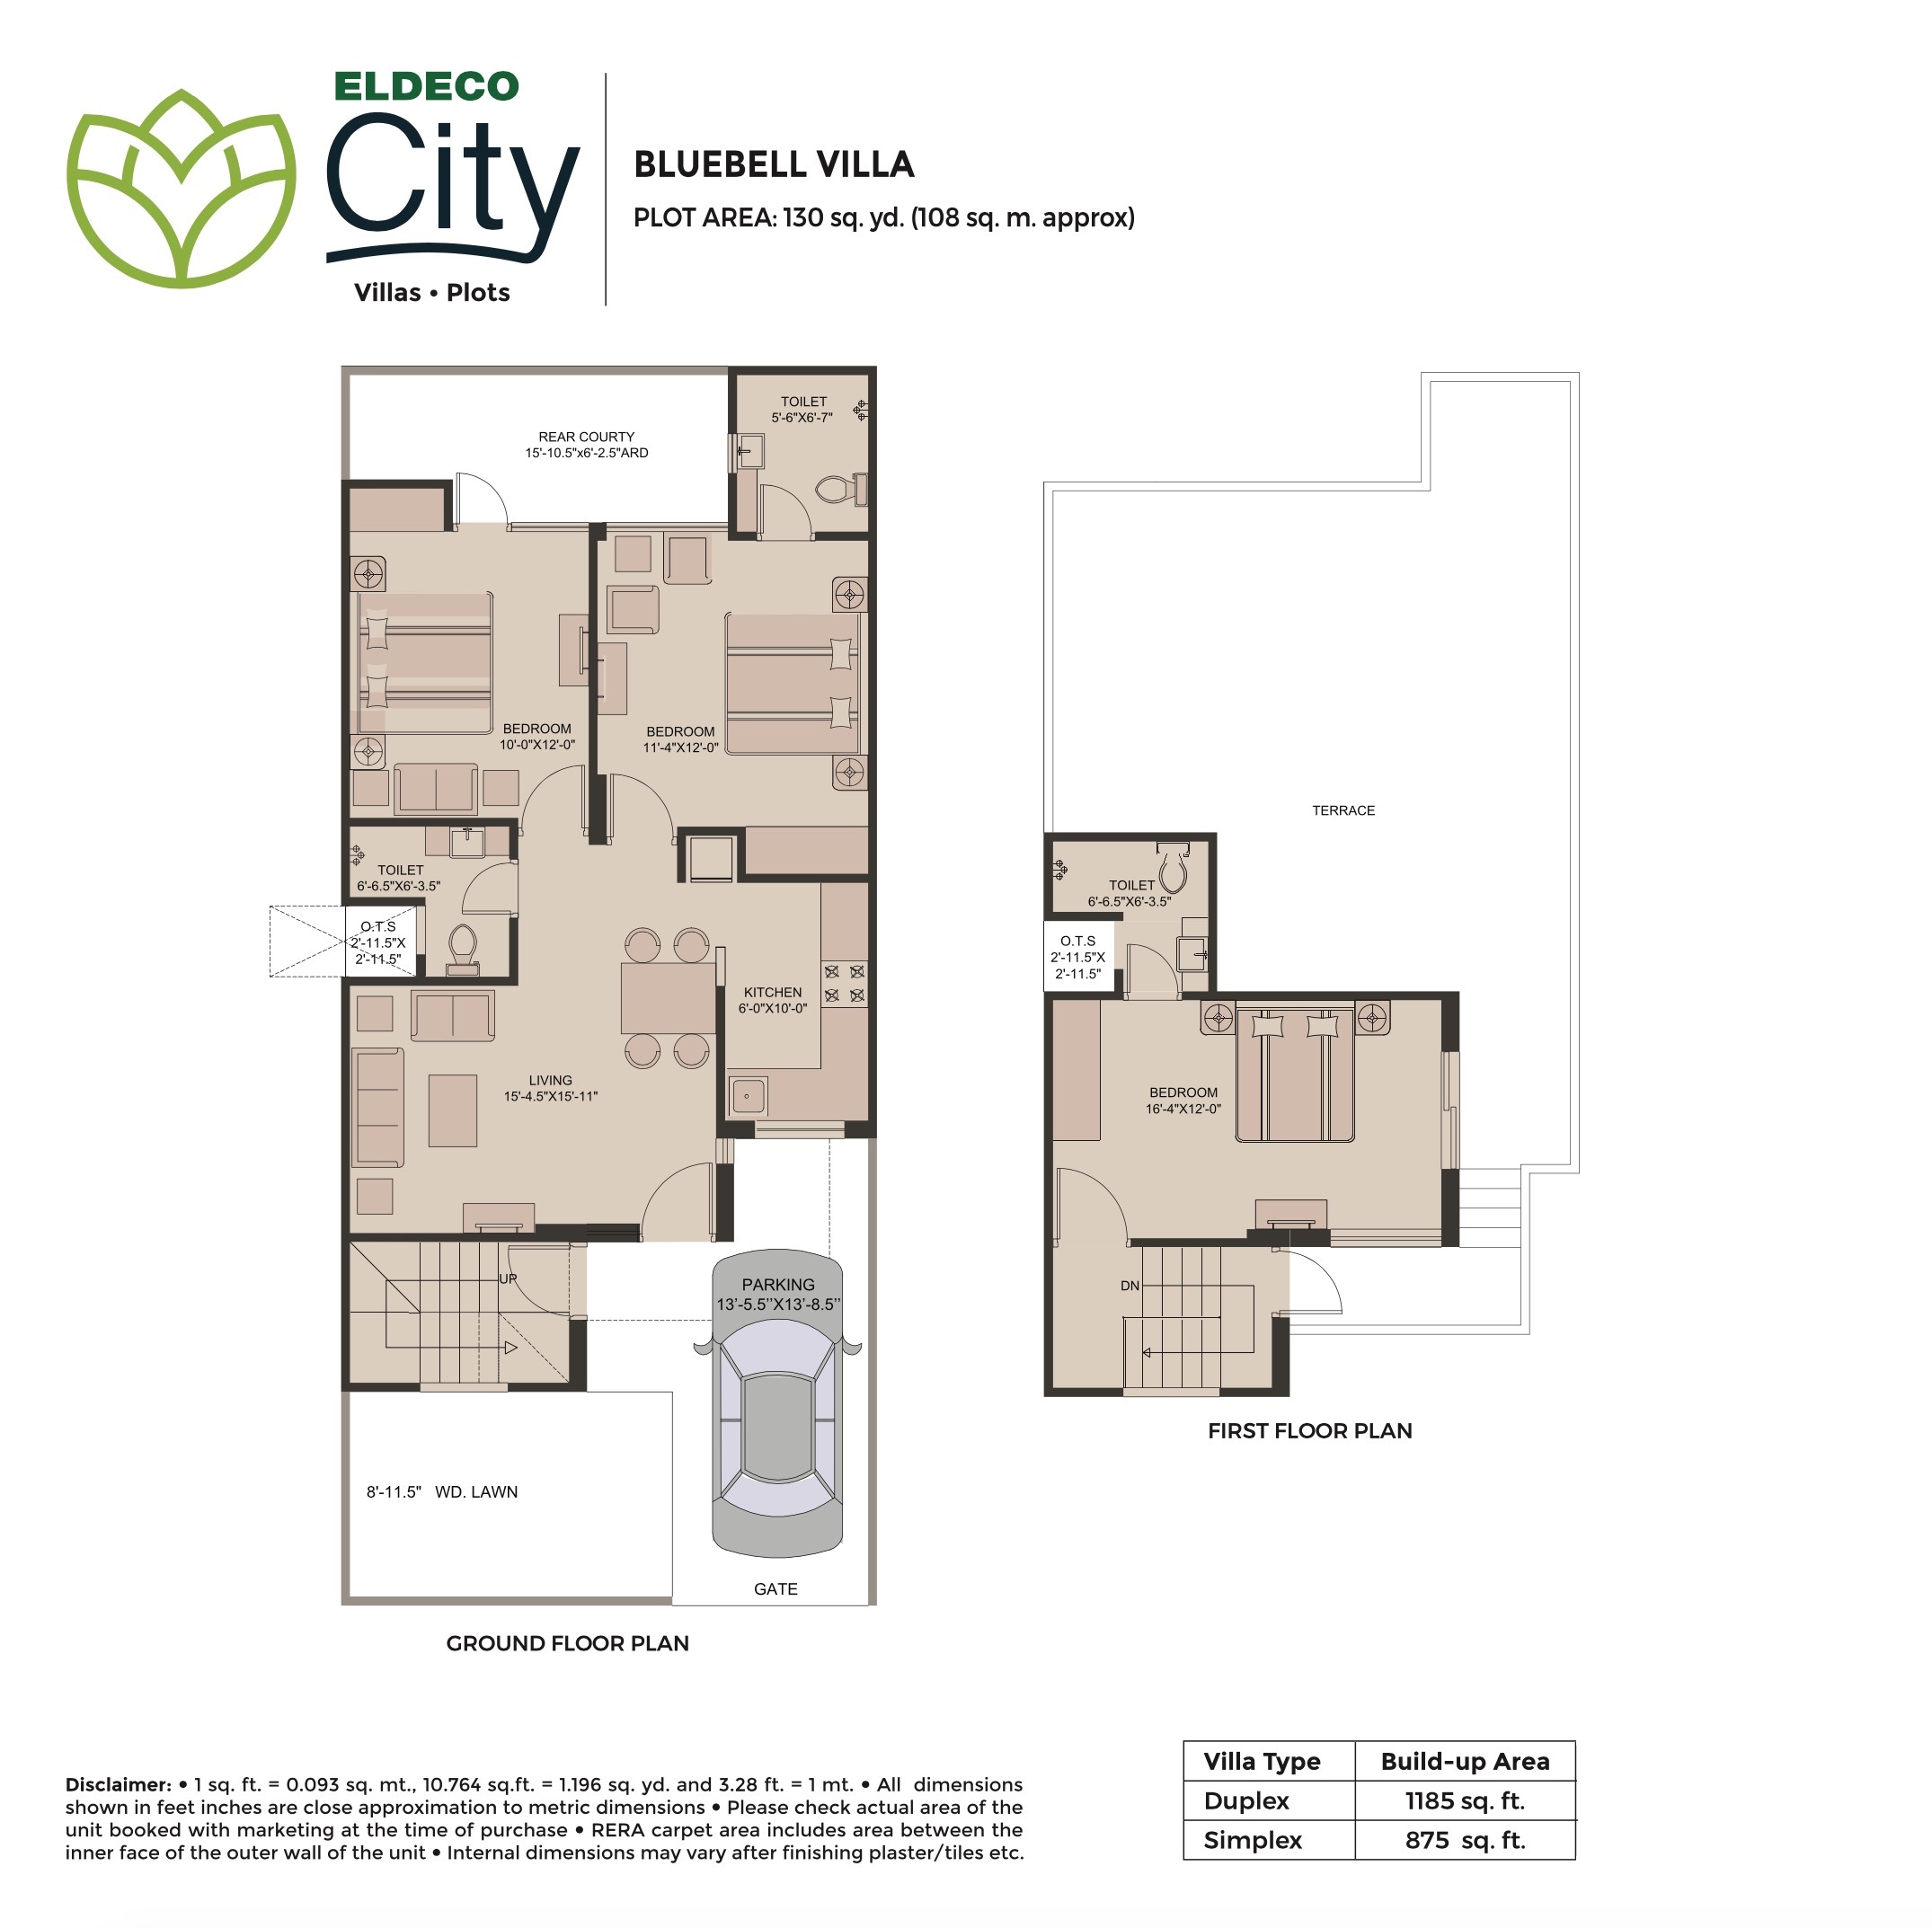 ELDECO
City
Villas • Plots
BLUEBELL VILLA
PLOT AREA: 130 sq. yd. (108 sq. m. approx)
TOILET
5'-6"X6'-7"
REAR COURTY
15'-10.5"x6'-2.5"ARD
BEDROOM
10'-0"X12'-0"
BEDROOM
11'-4"X12'-0"
TOILET
6'-6.5"X6'-3.5"
O.T.S
2'-11.5"X
2'-11.5"
KITCHEN
6'-0"X10'-0"
LIVING
15'-4.5"X15'-11"
UP
PARKING
13'-5.5''X13'-8.5''
8'-11.5" WD. LAWN
GATE
GROUND FLOOR PLAN
TERRACE
TOILET
6'-6.5"X6'-3.5"
O.T.S
2'-11.5"X
2'-11.5"
BEDROOM
16'-4"X12'-0"
DN
FIRST FLOOR PLAN
Disclaimer: • 1 sq. ft. = 0.093 sq. mt., 10.764 sq.ft. = 1.196 sq. yd. and 3.28 ft. = 1 mt. • All dimensions
shown in feet inches are close approximation to metric dimensions • Please check actual area of the
unit booked with marketing at the time of purchase • RERA carpet area includes area between the
inner face of the outer wall of the unit • Internal dimensions may vary after finishing plaster/tiles etc.
Villa Type Build-up Area
Duplex 1185 sq. ft.
Simplex 875 sq. ft.